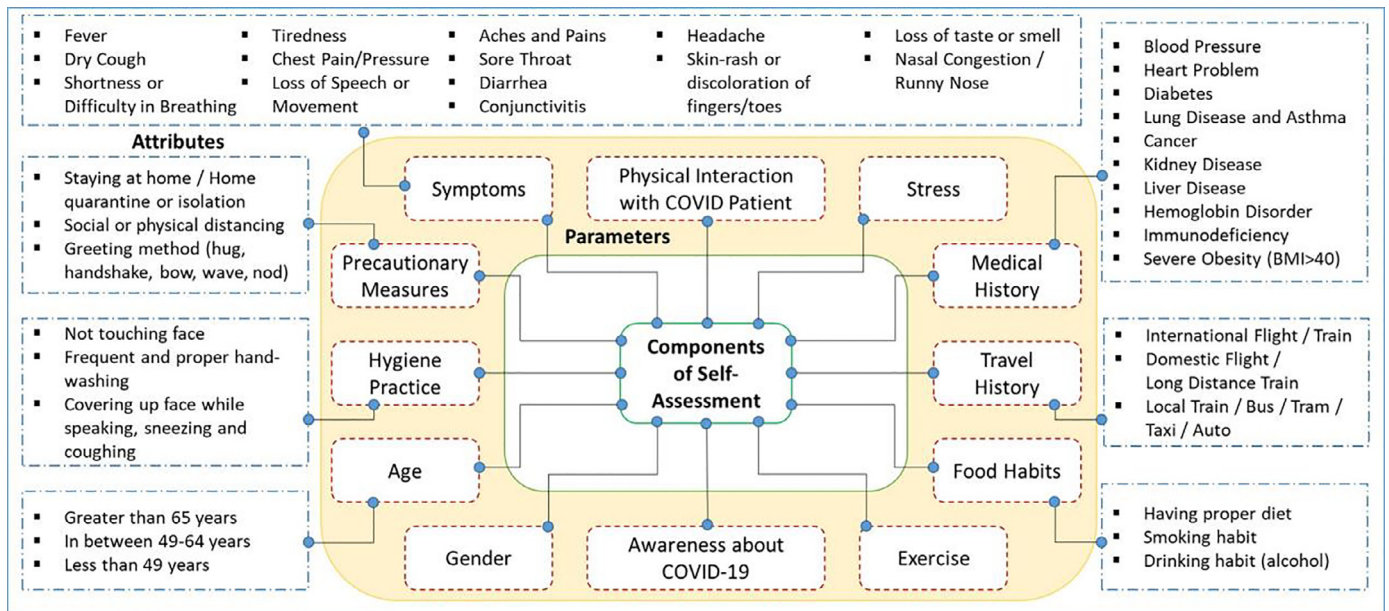 Fever
Dry Cough
Shortness or
Difficulty in Breathing
Tiredness
Chest Pain/Pressure
Loss of Speech or
Movement
Aches and Pains
Sore Throat
Diarrhea
Conjunctivitis
Headache
Skin-rash or
discoloration of
fingers/toes
Loss of taste or smell
Nasal Congestion /
Runny Nose
Blood Pressure
Heart Problem
Diabetes
Lung Disease and Asthma
Cancer
Kidney Disease
Liver Disease
Hemoglobin Disorder
Immunodeficiency
Severe Obesity (BMI>40)
Attributes
Staying at home / Home
quarantine or isolation
Social or physical distancing
Greeting method (hug,
handshake, bow, wave, nod)
Symptoms
Physical Interaction
with COVID Patient
Stress
Parameters
Precautionary
Measures
Medical
History
Not touching face
Frequent and proper hand-
washing
Covering up face while
speaking, sneezing and
coughing
Hygiene
Practice
Components
of Self-
Assessment
Travel
History
International Flight / Train
Domestic Flight /
Long Distance Train
Local Train / Bus / Tram /
Taxi / Auto
Age
Food Habits
Greater than 65 years
In between 49-64 years
Less than 49 years
Gender
Awareness about
COVID-19
Exercise
Having proper diet
Smoking habit
Drinking habit (alcohol)